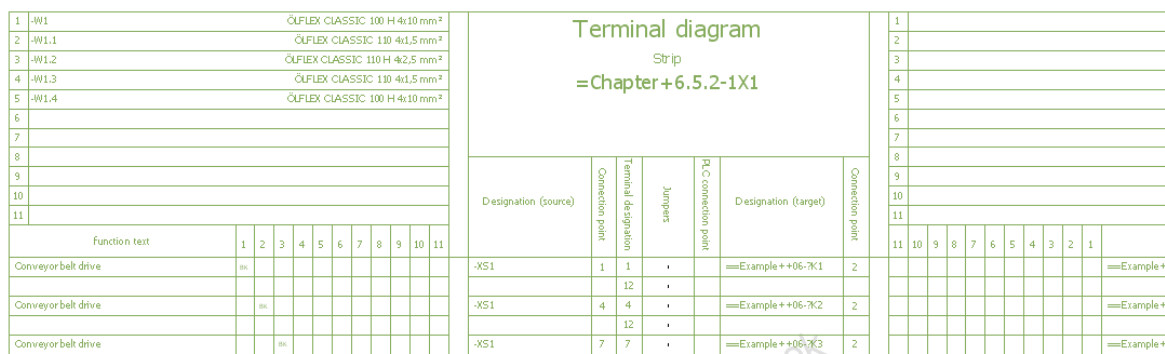 1 -W1 ÖLFLEX CLASSIC 100 H 4x10 mm²
2 -W1.1 ÖLFLEX CLASSIC 110 4x1,5 mm²
3 -W1.2 ÖLFLEX CLASSIC 110 H 4x2,5 mm²
4 -W1.3 ÖLFLEX CLASSIC 110 4x1,5 mm²
5 -W1.4 ÖLFLEX CLASSIC 100 H 4x10 mm²
6
7
8
9
10
11
Terminal diagram
Strip
=Chapter+6.5.2-1X1
1
2
3
4
5
6
7
8
9
10
11
function text 1 2 3 4 5 6 7 8 9 10 11
Designation (source)
Connection point
Terminal designation
Jumpers
PLC connection point
Designation (target)
Connection point
11 10 9 8 7 6 5 4 3 2 1
Conveyor belt drive BK -XS1 1 1 ==Example++06-?K1 2 ==Example+
12
Conveyor belt drive BK -XS1 4 4 ==Example++06-?K2 2 ==Example+
12
Conveyor belt drive BK -XS1 7 7 ==Example++06-?K3 2 ==Example+